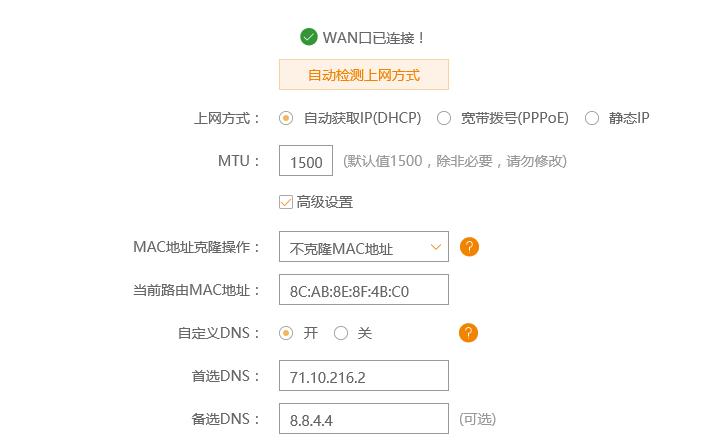 WAN口已连接！
自动检测上网方式
上网方式： 自动获取IP(DHCP) 宽带拨号(PPPoE) 静态IP
MTU： 1500 (默认值1500，除非必要，请勿修改)
高级设置
MAC地址克隆操作： 不克隆MAC地址 ?
当前路由MAC地址： 8C:AB:8E:8F:4B:C0
自定义DNS： 开 关 ?
首选DNS： 71.10.216.2
备选DNS： 8.8.4.4 (可选)